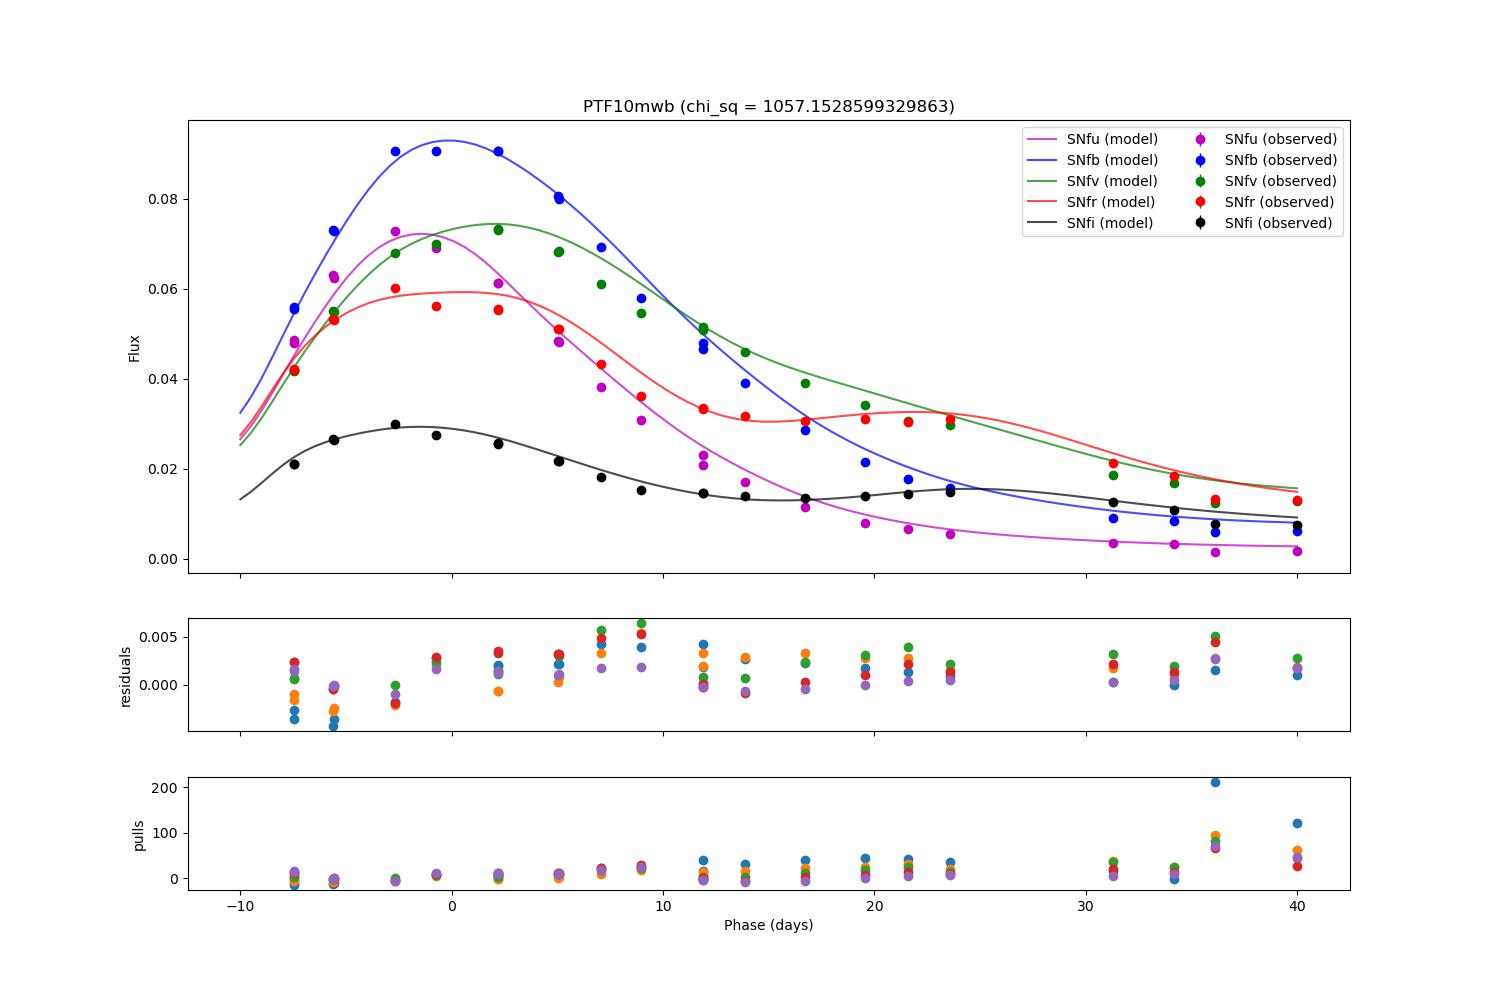 PTF10mwb (chi_sq = 1057.1528599329863)
SNfu (model) SNfu (observed)
SNfb (model) SNfb (observed)
SNfv (model) SNfv (observed)
SNfr (model) SNfr (observed)
SNfi (model) SNfi (observed)
Flux
0.08
0.06
0.04
0.02
0.00
residuals
0.005
0.000
pulls
200
100
0
−10 0 10 20 30 40
Phase (days)